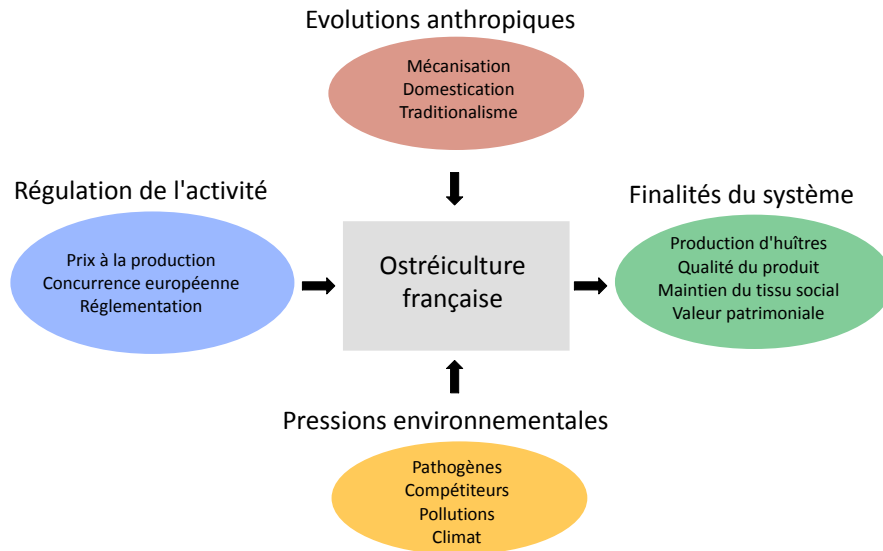 Evolutions anthropiques
Mécanisation
Domestication
Traditionalisme
Régulation de l'activité
Prix à la production
Concurrence européenne
Réglementation
Ostréiculture
française
Finalités du système
Production d'huîtres
Qualité du produit
Maintien du tissu social
Valeur patrimoniale
Pressions environnementales
Pathogènes
Compétiteurs
Pollutions
Climat